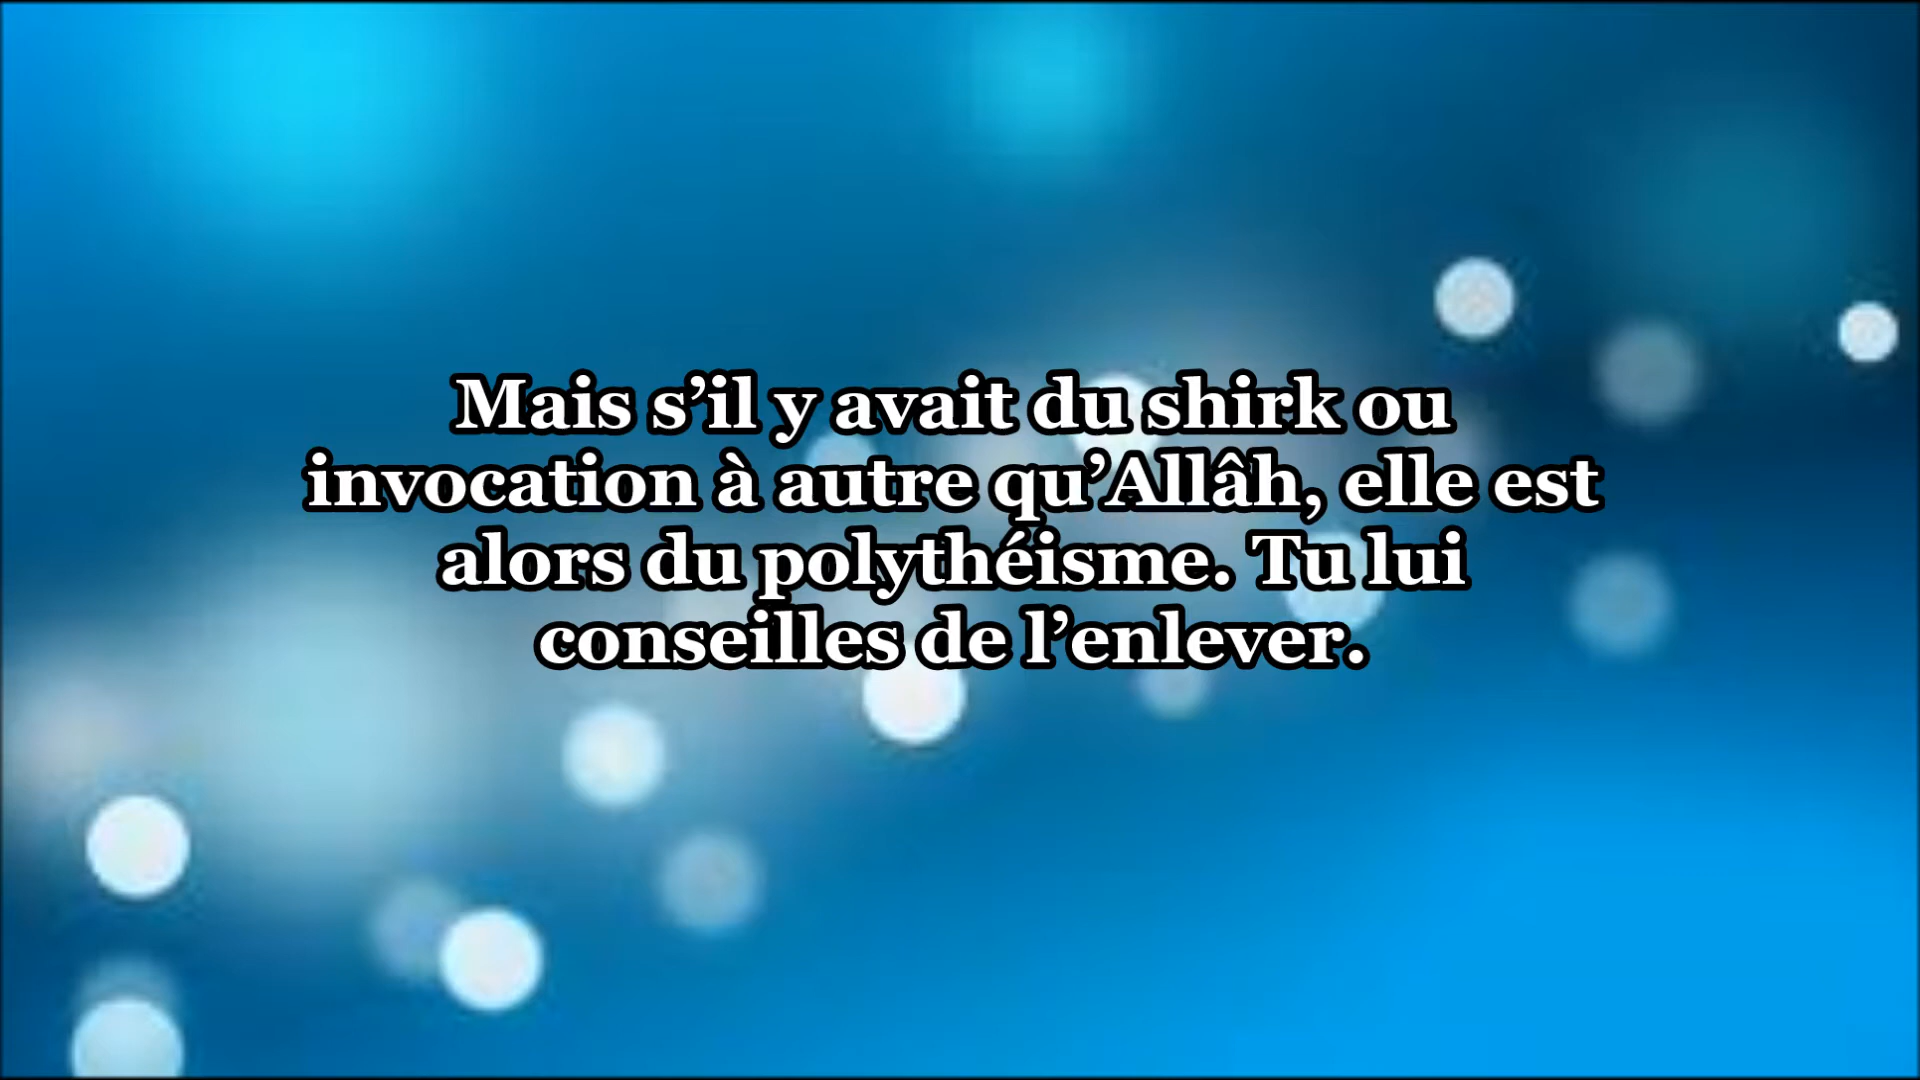 Mais s’il y avait du shirk ou
invocation à autre qu’Allâh, elle est
alors du polythéisme. Tu lui
conseilles de l’enlever.